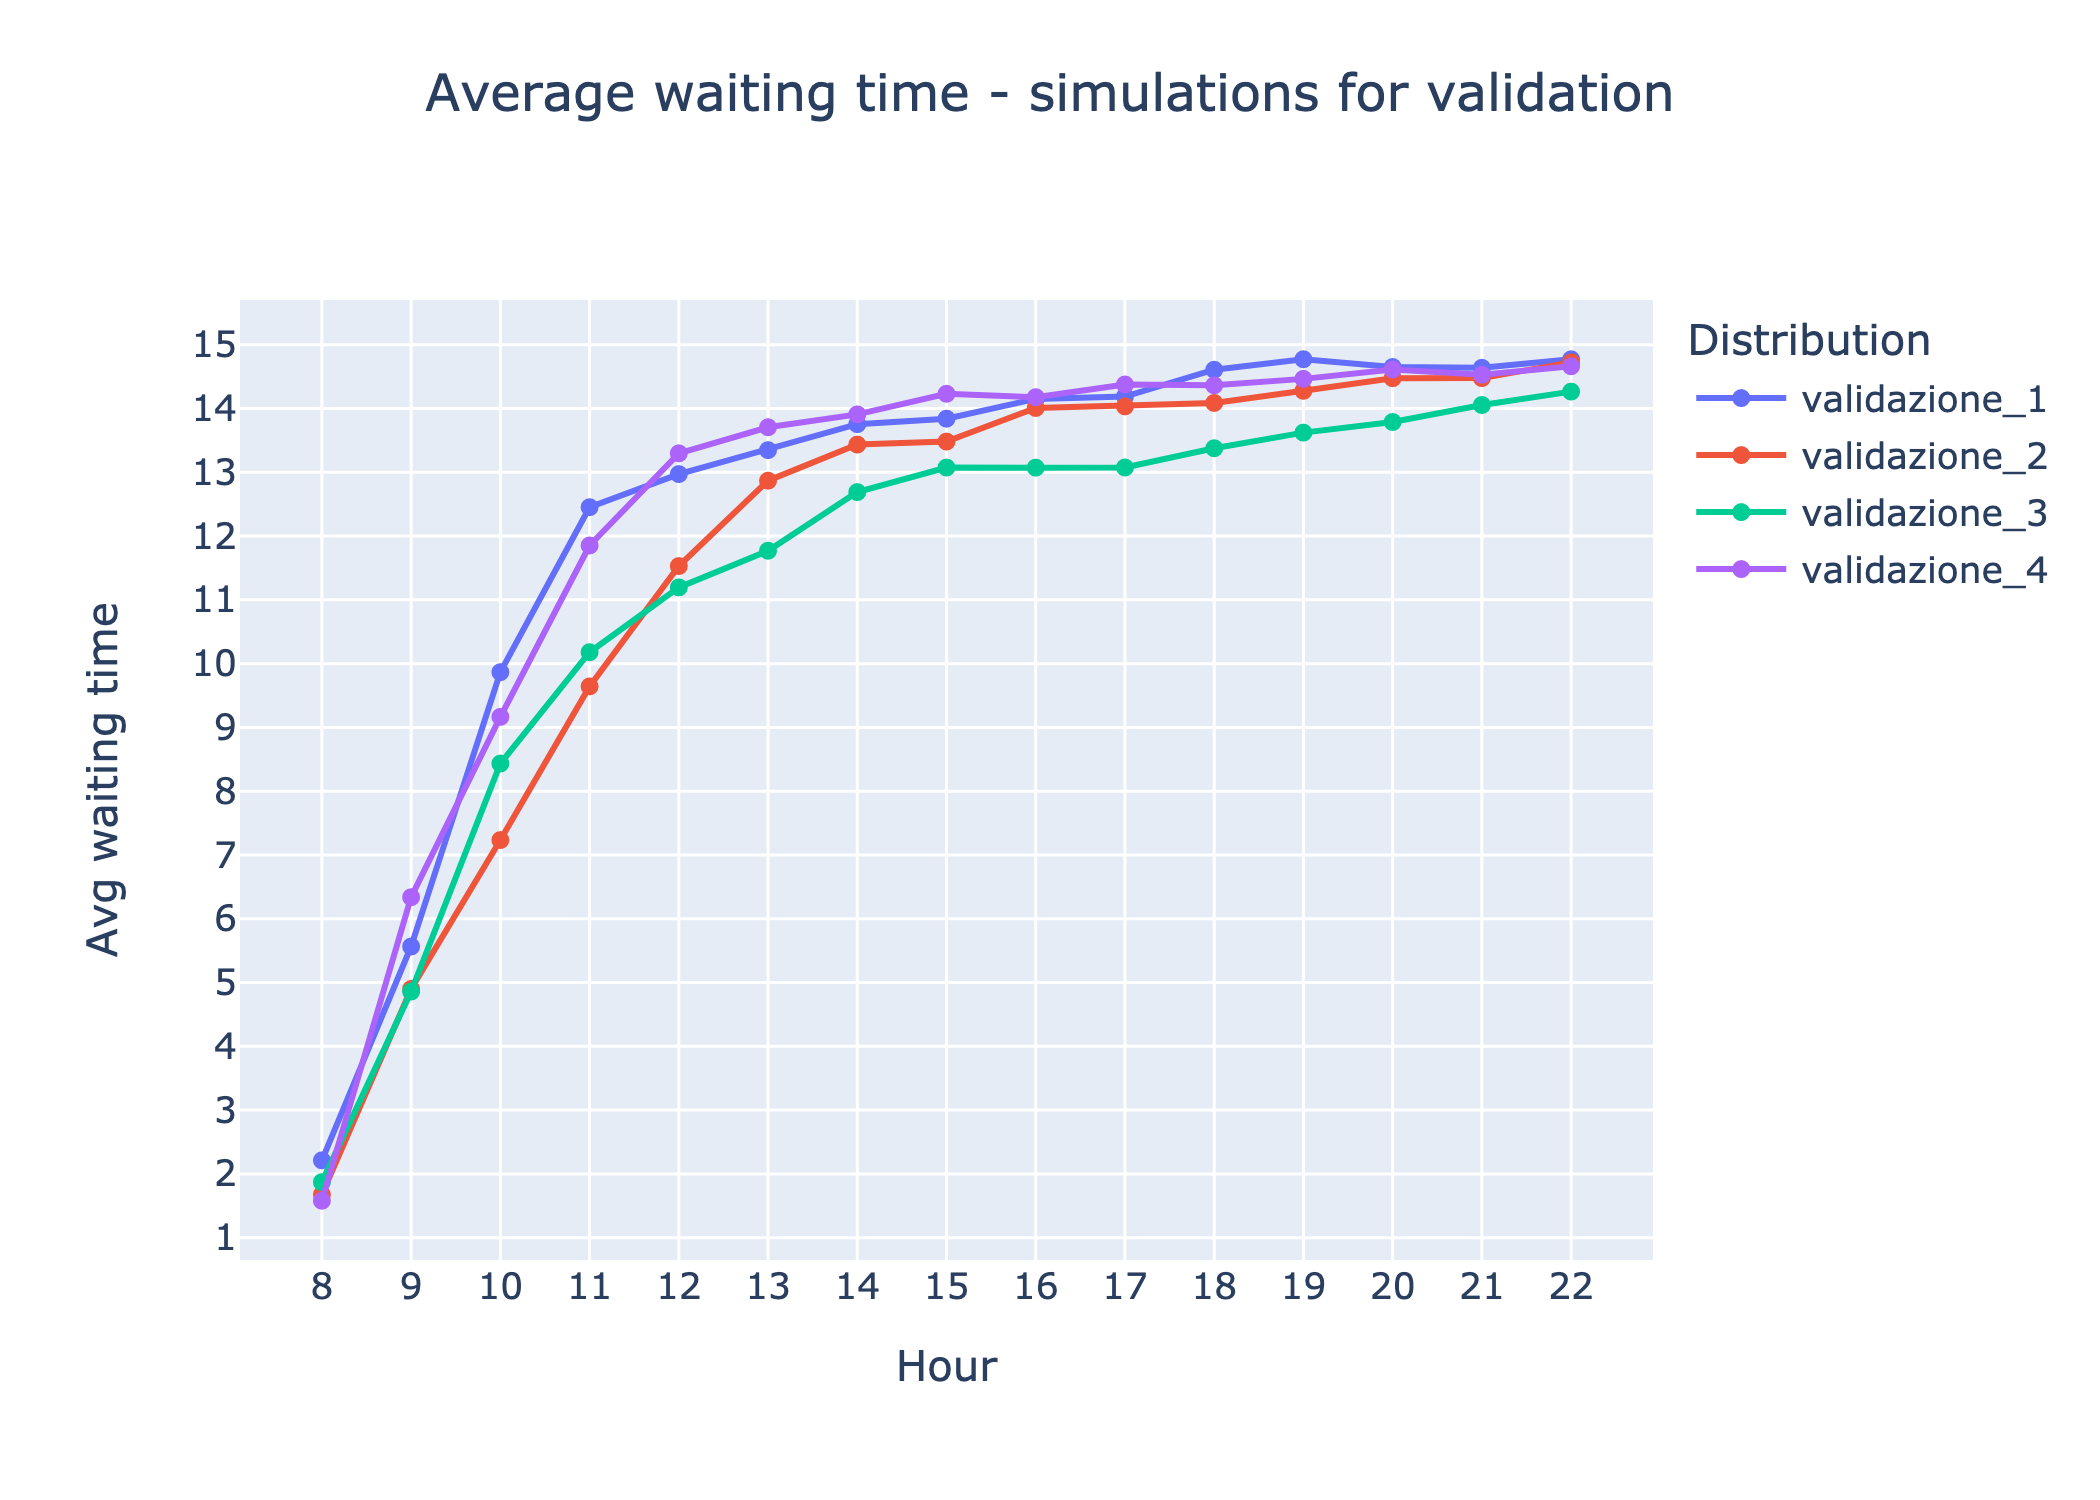 Average waiting time - simulations for validation
15
14
13
12
11
10
9
8
7
6
5
4
3
2
1
Avg waiting time
8 9 10 11 12 13 14 15 16 17 18 19 20 21 22
Hour
Distribution
validazione_1
validazione_2
validazione_3
validazione_4